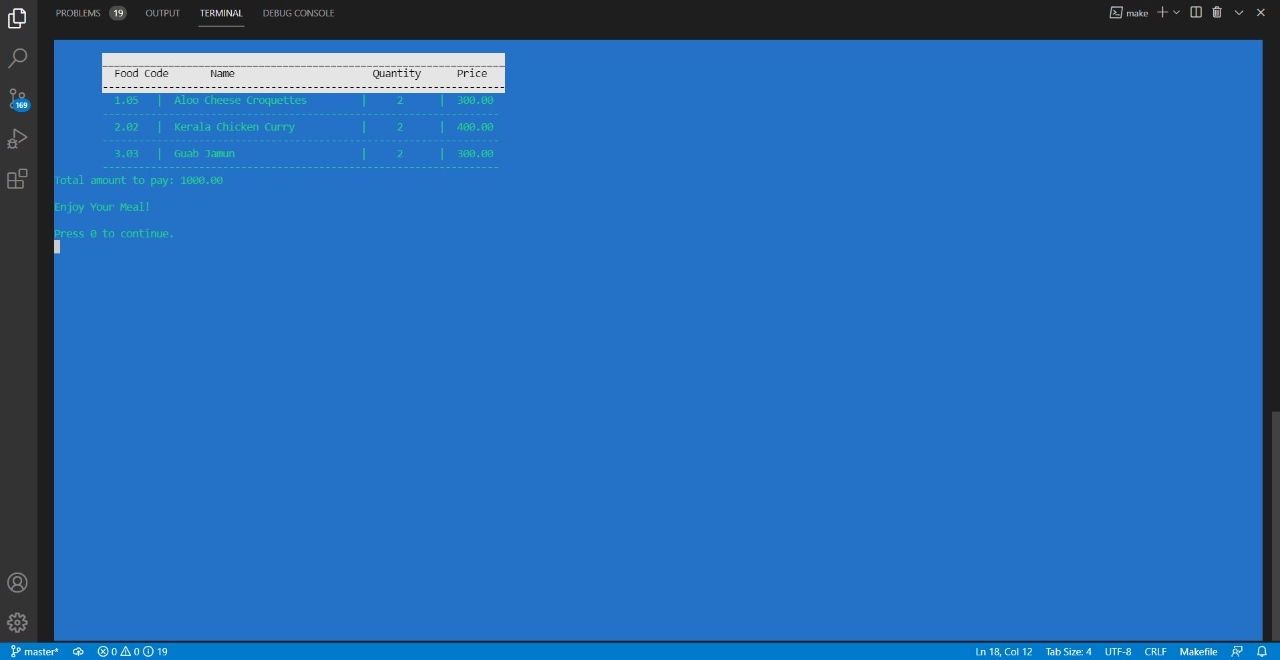 PROBLEMS 19 OUTPUT TERMINAL DEBUG CONSOLE make
Food Code Name Quantity Price
1.05 | Aloo Cheese Croquettes | 2 | 300.00
2.02 | Kerala Chicken Curry | 2 | 400.00
3.03 | Guab Jamun | 2 | 300.00
Total amount to pay: 1000.00
Enjoy Your Meal!
Press 0 to continue.
169
master* 0 0 19 Ln 18, Col 12 Tab Size: 4 UTF-8 CRLF Makefile